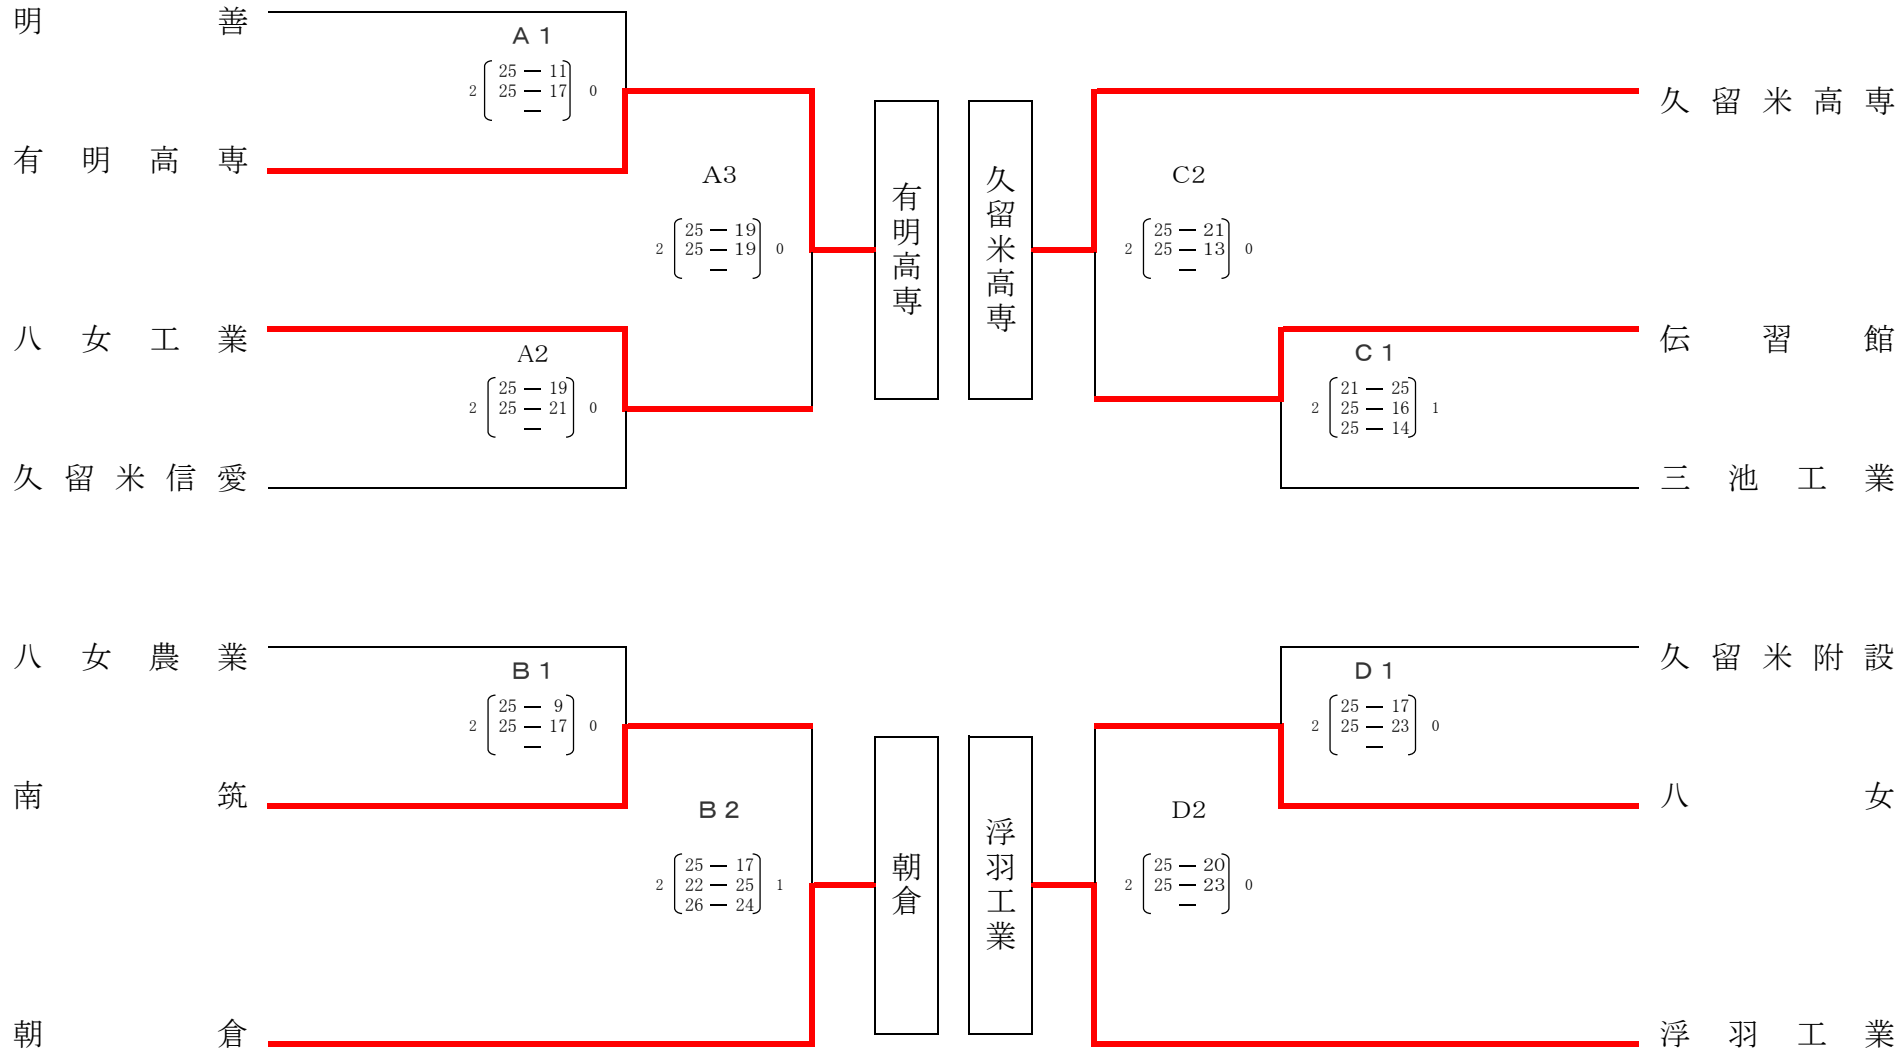 明善
A 1
2 25 ― 11 0
25 ― 17
―
有明高専
A3
2 25 ― 19 0
25 ― 19
―
八女工業
A2
2 25 ― 19 0
25 ― 21
―
久留米信愛
有明高専
久留米高専
久留米高専
C2
2 25 ― 21 0
25 ― 13
―
伝習館
C 1
21 ― 25
2 25 ― 16 1
25 ― 14
三池工業
八女農業
B 1
2 25 ― 9 0
25 ― 17
―
南筑
B 2
25 ― 17
2 22 ― 25 1
26 ― 24
朝倉
朝倉
浮羽工業
久留米附設
D 1
2 25 ― 17 0
25 ― 23
―
八女
D2
2 25 ― 20 0
25 ― 23
―
浮羽工業